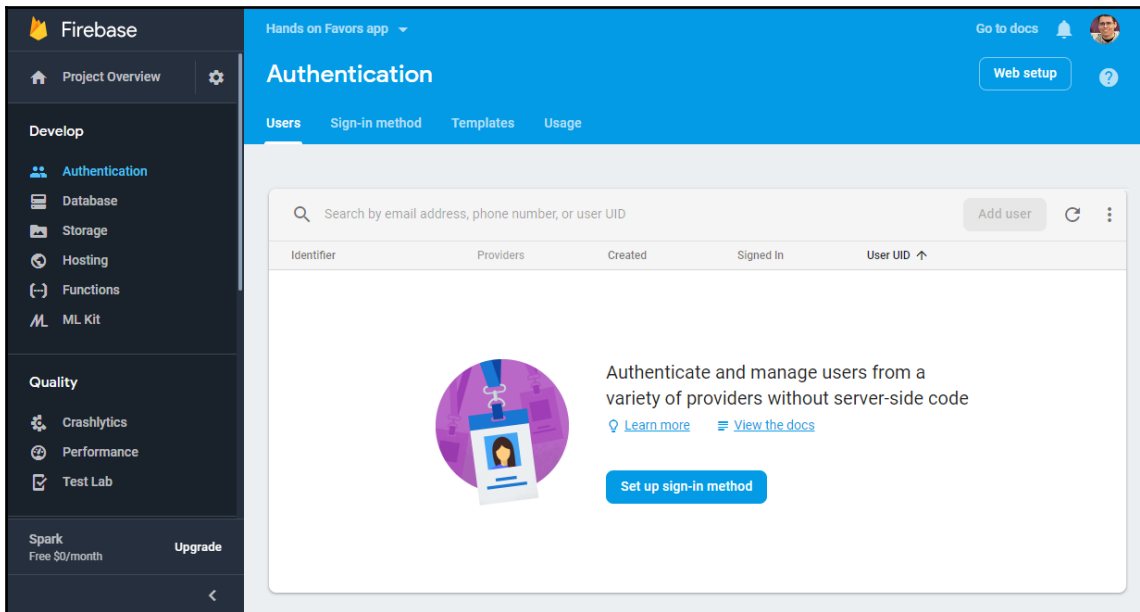 Firebase
Project Overview
Develop
Authentication
Database
Storage
Hosting
Functions
ML Kit
Quality
Crashlytics
Performance
Test Lab
Spark
Free $0/month
Upgrade
Hands on Favors app
Go to docs
Authentication
Web setup
Users Sign-in method Templates Usage
Search by email address, phone number, or user UID
Add user
Identifier Providers Created Signed In User UID
Authenticate and manage users from a
variety of providers without server-side code
Learn more View the docs
Set up sign-in method